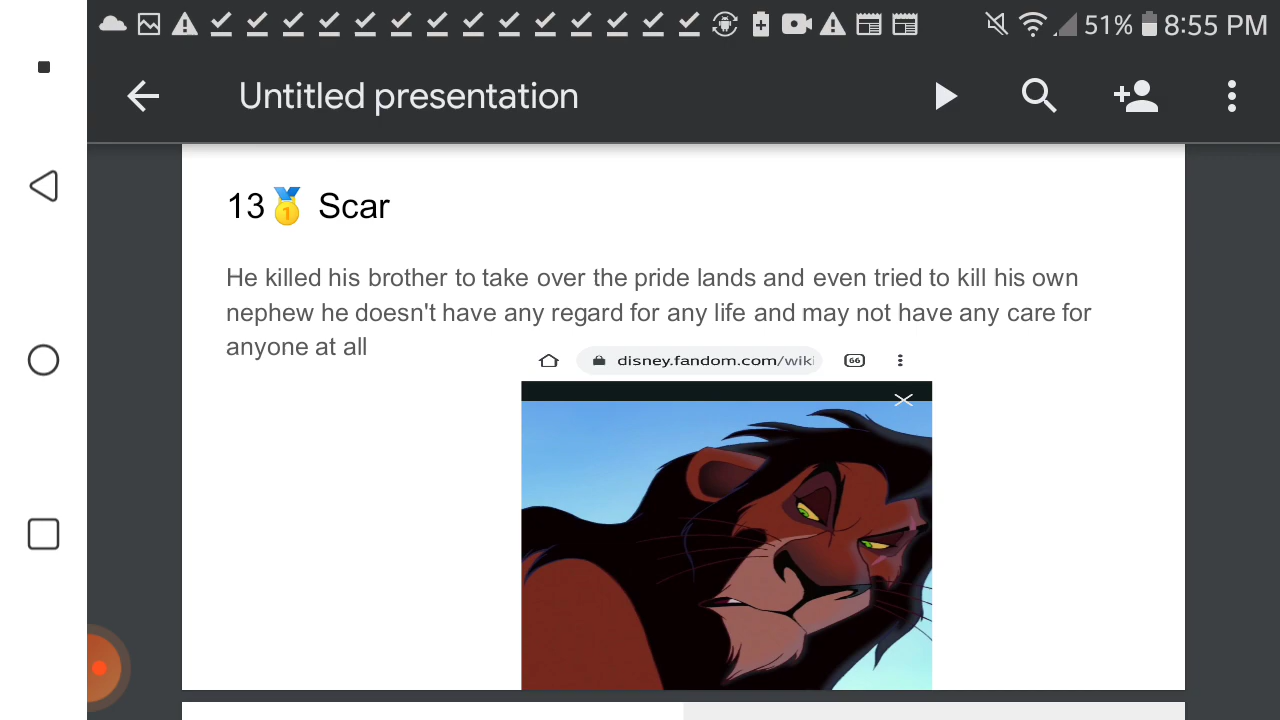 51% 8:55 PM
Untitled presentation
13🥇 Scar
He killed his brother to take over the pride lands and even tried to kill his own
nephew he doesn't have any regard for any life and may not have any care for
anyone at all
disney.fandom.com/wiki 66